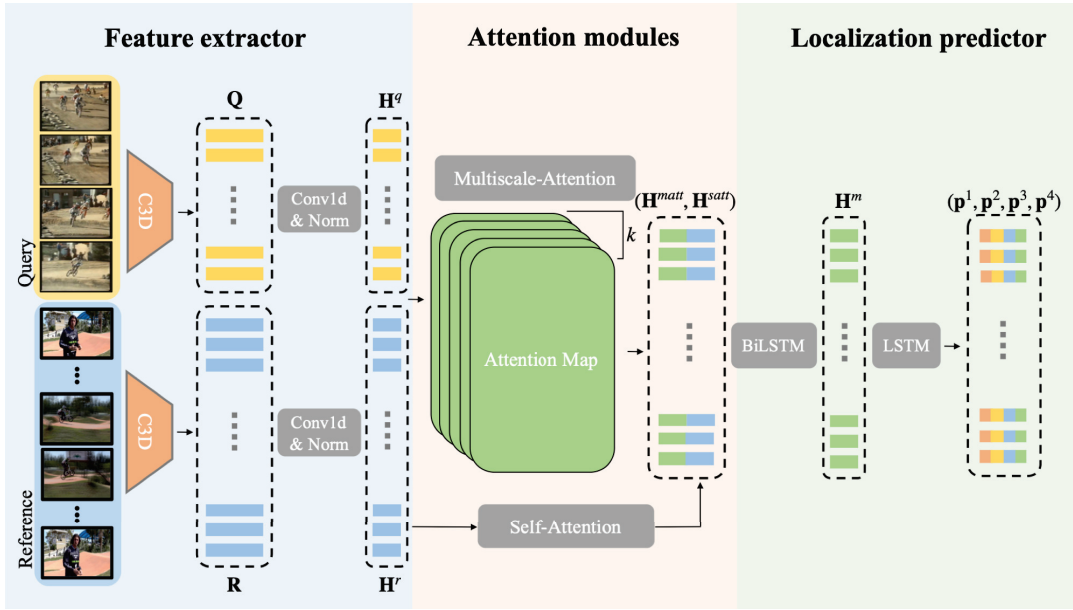 Feature extractor
Attention modules
Localization predictor
Query
C3D
Q
Conv1d
& Norm
H^q
Reference
C3D
R
Conv1d
& Norm
H^r
Multiscale-Attention
k
Attention Map
Self-Attention
(H^matt, H^satt)
BiLSTM
H^m
LSTM
(p^1, p^2, p^3, p^4)